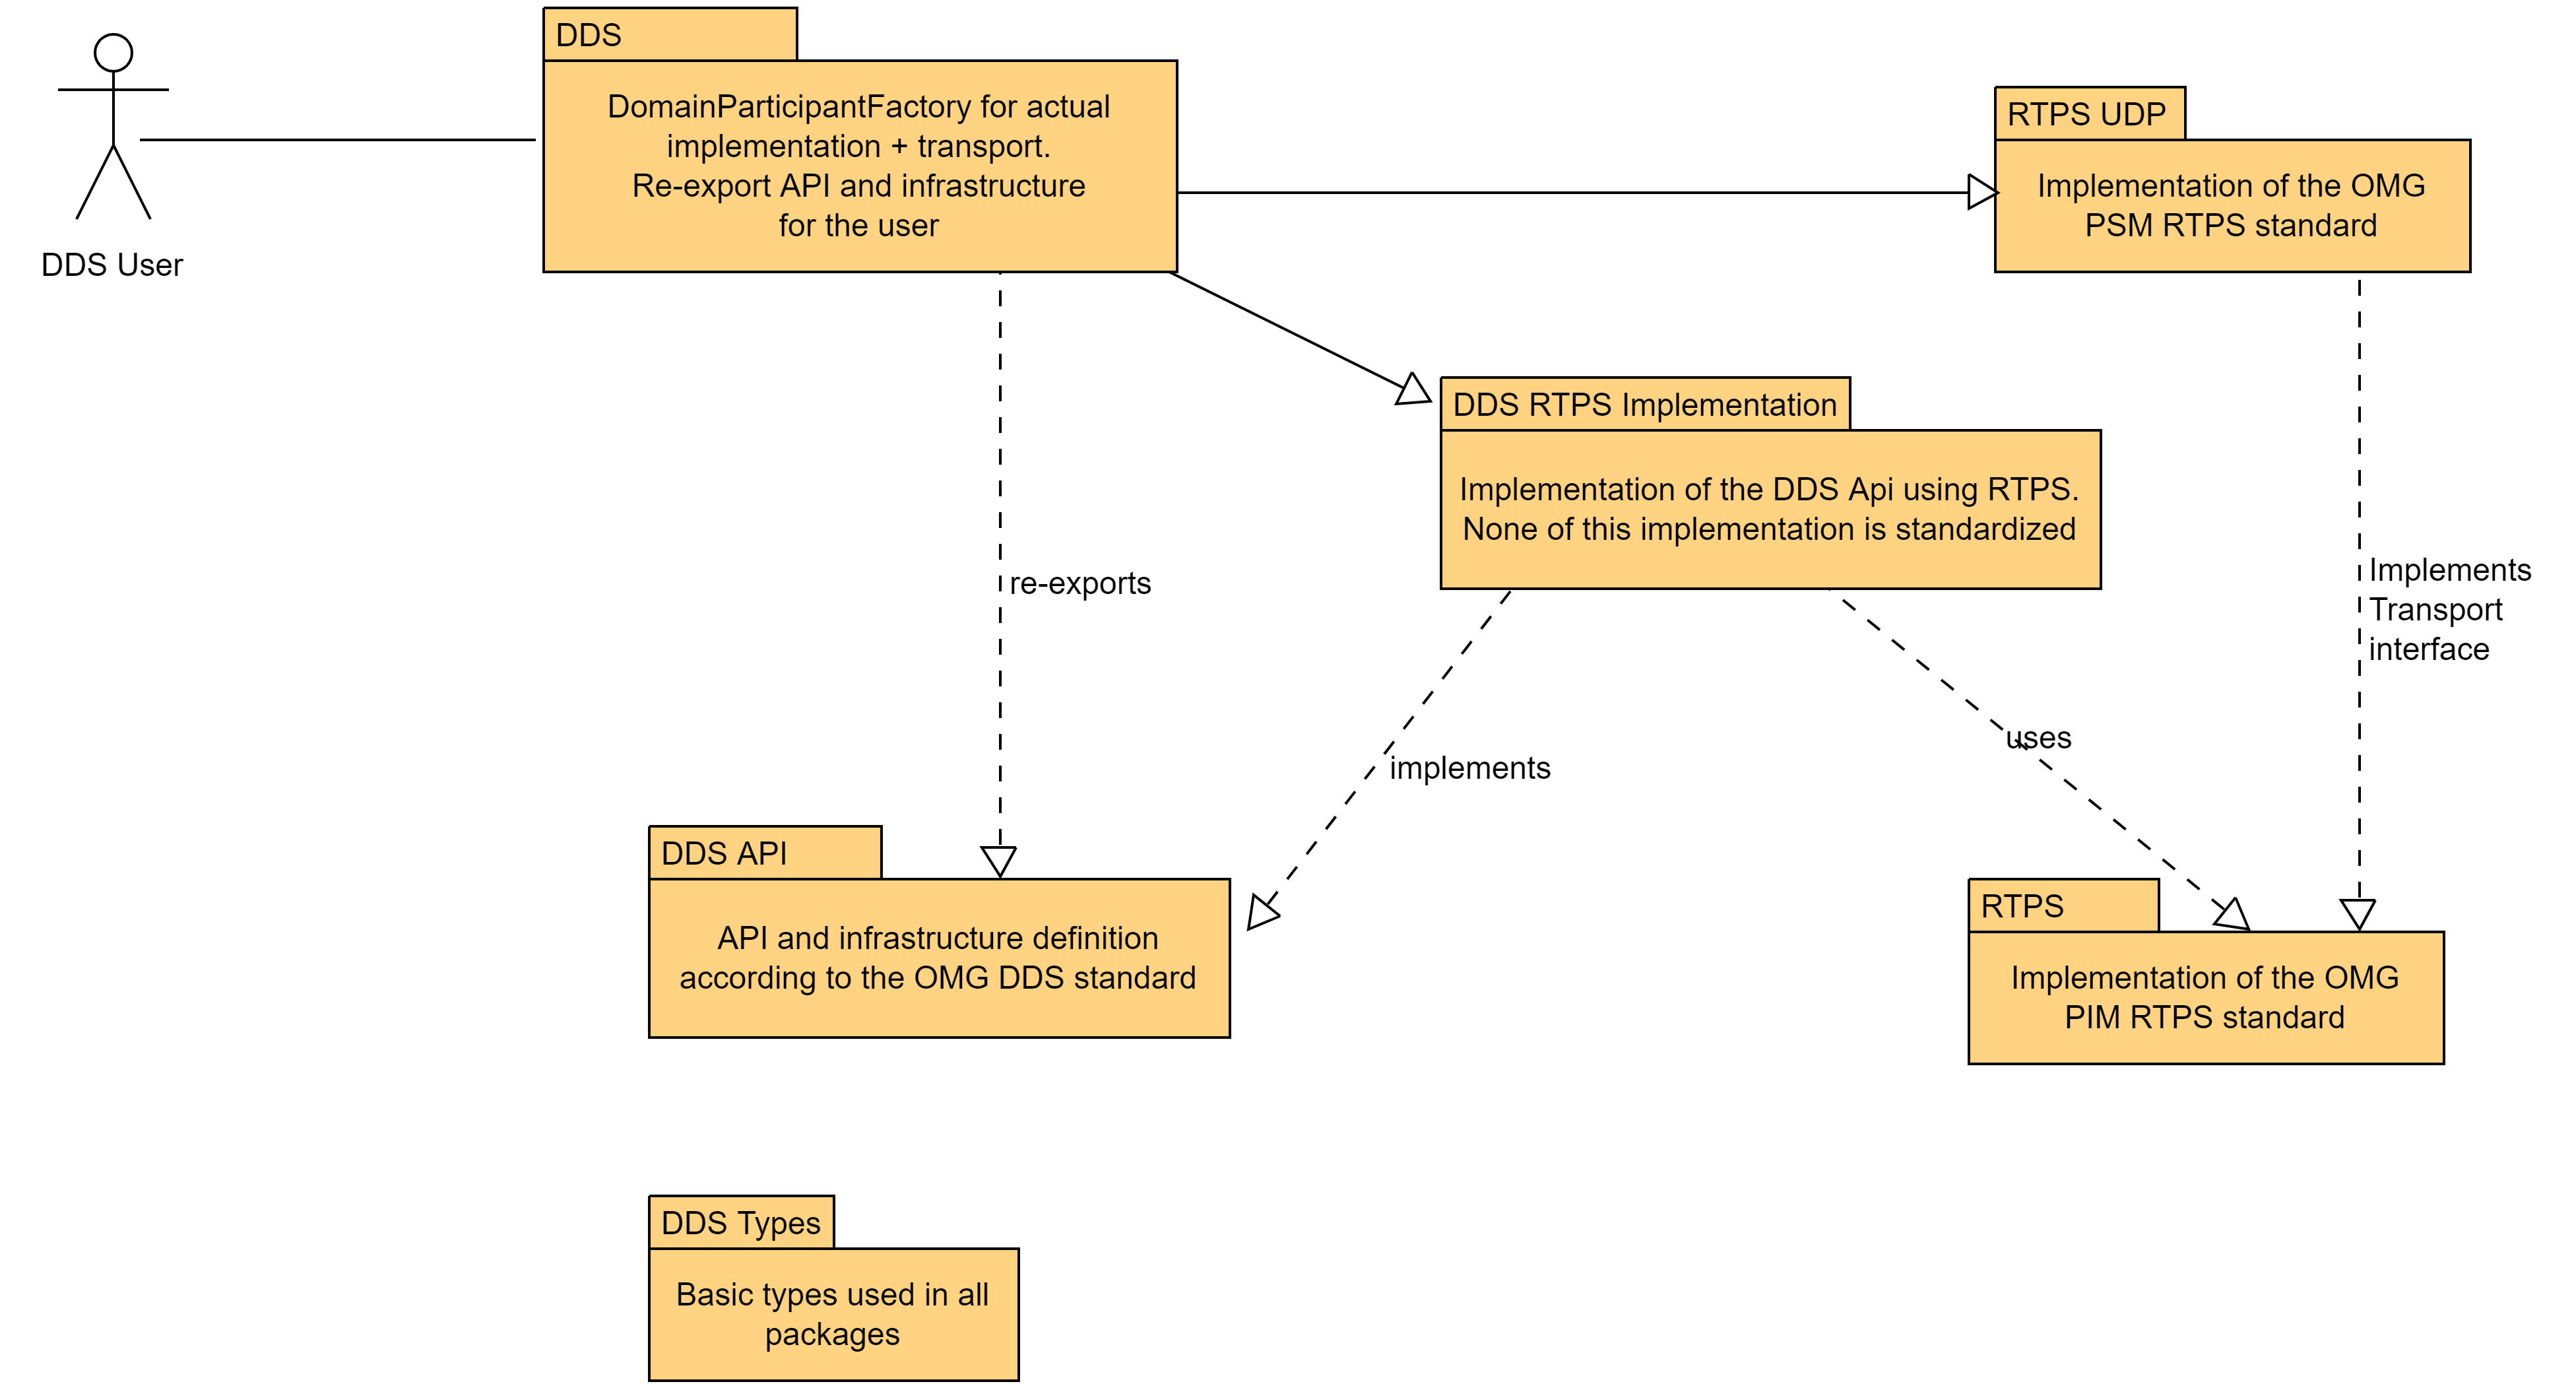 DDS
DomainParticipantFactory for actual
implementation + transport.
Re-export API and infrastructure
for the user
DDS User
RTPS UDP
Implementation of the OMG
PSM RTPS standard
DDS RTPS Implementation
Implementation of the DDS Api using RTPS.
None of this implementation is standardized
re-exports
Implements
Transport
interface
implements
uses
DDS API
API and infrastructure definition
according to the OMG DDS standard
RTPS
Implementation of the OMG
PIM RTPS standard
DDS Types
Basic types used in all
packages